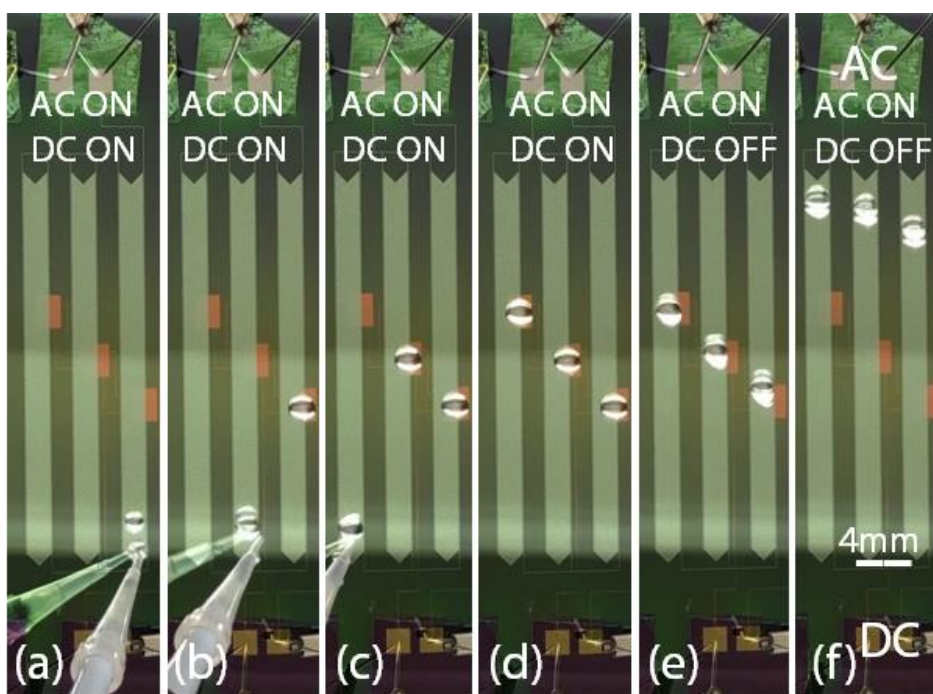 AC ON
DC ON
AC ON
DC ON
AC ON
DC ON
AC ON
DC ON
AC ON
DC OFF
AC
AC ON
DC OFF
4mm
DC
(a)
(b)
(c)
(d)
(e)
(f)